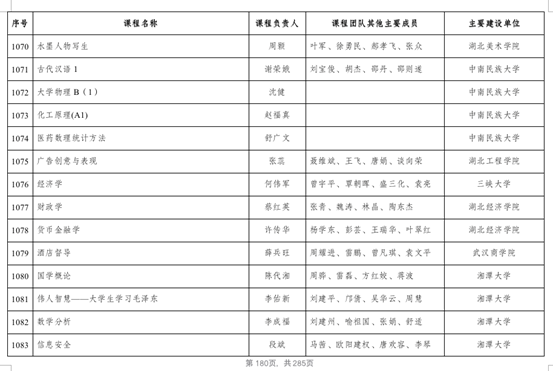 序号 课程名称 课程负责人 课程团队其他主要成员 主要建设单位
1070 水墨人物写生 周颢 叶军、徐勇民、郝孝飞、张众 湖北美术学院
1071 古代汉语 1 谢荣娥 刘宝俊、胡杰、邵丹、邵则遂 中南民族大学
1072 大学物理 B（1） 沈健 中南民族大学
1073 化工原理(A1) 赵福真 中南民族大学
1074 医药数理统计方法 舒广文 中南民族大学
1075 广告创意与表现 张蕊 聂维斌、王飞、唐娟、谈向荣 湖北工程学院
1076 经济学 何伟军 曾宇平、覃朝晖、盛三化、袁亮 三峡大学
1077 财政学 蔡红英 张青、魏涛、林晶、陶东杰 湖北经济学院
1078 货币金融学 许传华 杨学东、彭芸、王瑞华、叶翠红 湖北经济学院
1079 酒店督导 薛兵旺 周耀进、雷鹏、曾凡琪、袁文平 武汉商学院
1080 国学概论 陈代湘 周骅、雷磊、方红姣、蒋波 湘潭大学
1081 伟人智慧——大学生学习毛泽东 李佑新 刘建平、邝倩、吴华云、周慧 湘潭大学
1082 数学分析 李成福 刘建州、喻祖国、张娟、舒适 湘潭大学
1083 信息安全 段斌 马茜、欧阳建权、唐欢容、李琴 湘潭大学
第 180页，共 285页